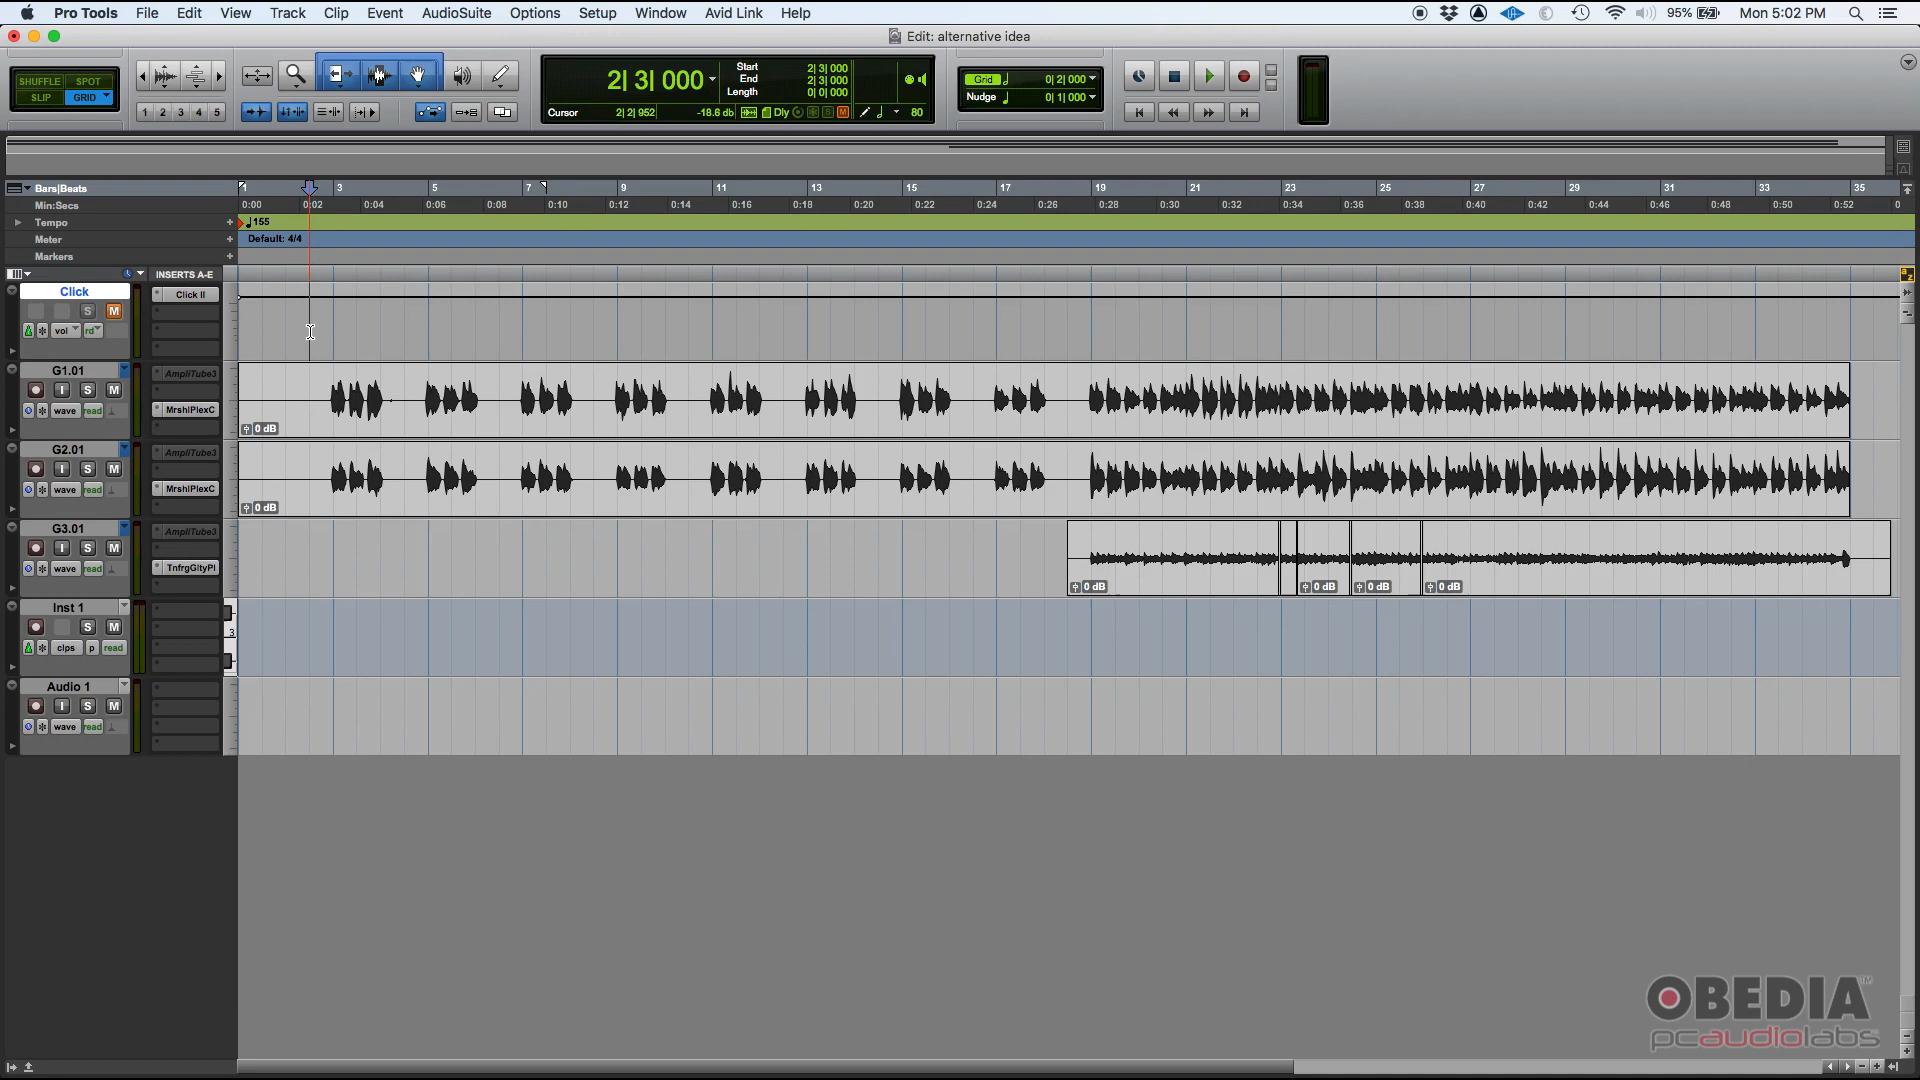 Pro Tools File Edit View Track Clip Event AudioSuite Options Setup Window Avid Link Help 95% Mon 5:02 PM
Edit: alternative idea
SHUFFLE SPOT
SLIP GRID
1 2 3 4 5
2| 3| 000
Start 2| 3| 000
End 2| 3| 000
Length 0| 0| 000
Cursor 2| 2| 952 -18.6 db Dly S M 80
Grid 0| 2| 000
Nudge 0| 1| 000
Bars|Beats 1 3 5 7 9 11 13 15 17 19 21 23 25 27 29 31 33 35
Min:Secs 0:00 0:02 0:04 0:06 0:08 0:10 0:12 0:14 0:16 0:18 0:20 0:22 0:24 0:26 0:28 0:30 0:32 0:34 0:36 0:38 0:40 0:42 0:44 0:46 0:48 0:50 0:52 0
Tempo + 155
Meter + Default: 4/4
Markers +
INSERTS A-E
a z
Click Click II
S M
vol rd
G1.01 AmpliTube3
I S M
wave read MrshlPlexC
0 dB
G2.01 AmpliTube3
I S M
wave read MrshlPlexC
0 dB
G3.01 AmpliTube3
I S M
wave read TnfrgGltyPl
0 dB 0 dB 0 dB 0 dB
Inst 1
S M 3
clps p read
Audio 1
I S M
wave read
OBEDIA™
pcaudiolabs